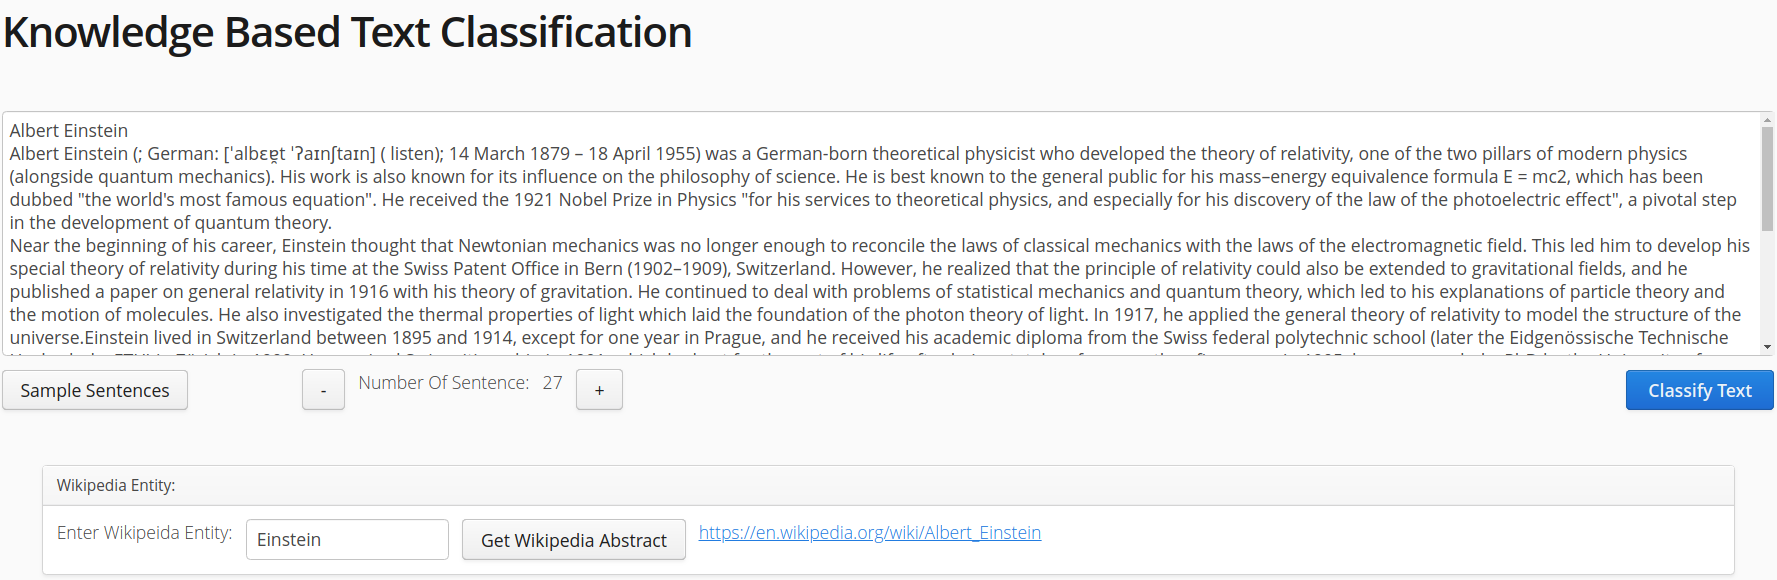 Knowledge Based Text Classification
Albert Einstein
Albert Einstein (; German: [ˈalbɛɐ̯t ˈʔaɪnʃtaɪn] ( listen); 14 March 1879 – 18 April 1955) was a German-born theoretical physicist who developed the theory of relativity, one of the two pillars of modern physics
(alongside quantum mechanics). His work is also known for its influence on the philosophy of science. He is best known to the general public for his mass–energy equivalence formula E = mc2, which has been
dubbed "the world's most famous equation". He received the 1921 Nobel Prize in Physics "for his services to theoretical physics, and especially for his discovery of the law of the photoelectric effect", a pivotal step
in the development of quantum theory.
Near the beginning of his career, Einstein thought that Newtonian mechanics was no longer enough to reconcile the laws of classical mechanics with the laws of the electromagnetic field. This led him to develop his
special theory of relativity during his time at the Swiss Patent Office in Bern (1902–1909), Switzerland. However, he realized that the principle of relativity could also be extended to gravitational fields, and he
published a paper on general relativity in 1916 with his theory of gravitation. He continued to deal with problems of statistical mechanics and quantum theory, which led to his explanations of particle theory and
the motion of molecules. He also investigated the thermal properties of light which laid the foundation of the photon theory of light. In 1917, he applied the general theory of relativity to model the structure of the
universe.Einstein lived in Switzerland between 1895 and 1914, except for one year in Prague, and he received his academic diploma from the Swiss federal polytechnic school (later the Eidgenössische Technische
Sample Sentences - Number Of Sentence: 27 + Classify Text
Wikipedia Entity:
Enter Wikipeida Entity: Einstein Get Wikipedia Abstract https://en.wikipedia.org/wiki/Albert_Einstein